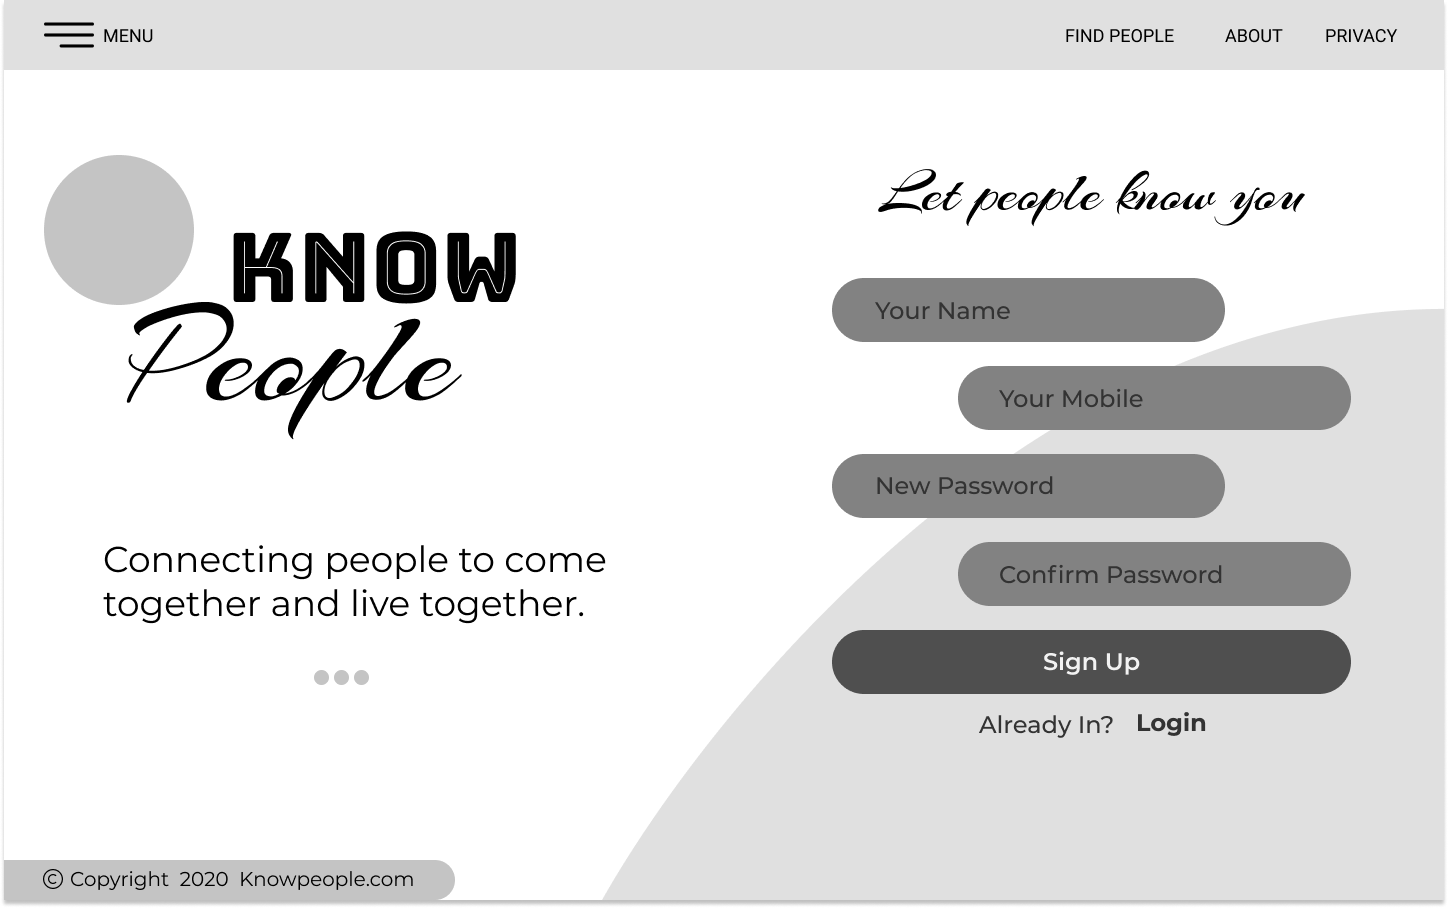 MENU
FIND PEOPLE
ABOUT
PRIVACY
KNOW
People
Connecting people to come
together and live together.
Let people know you
Your Name
Your Mobile
New Password
Confirm Password
Sign Up
Already In? Login
© Copyright 2020 Knowpeople.com